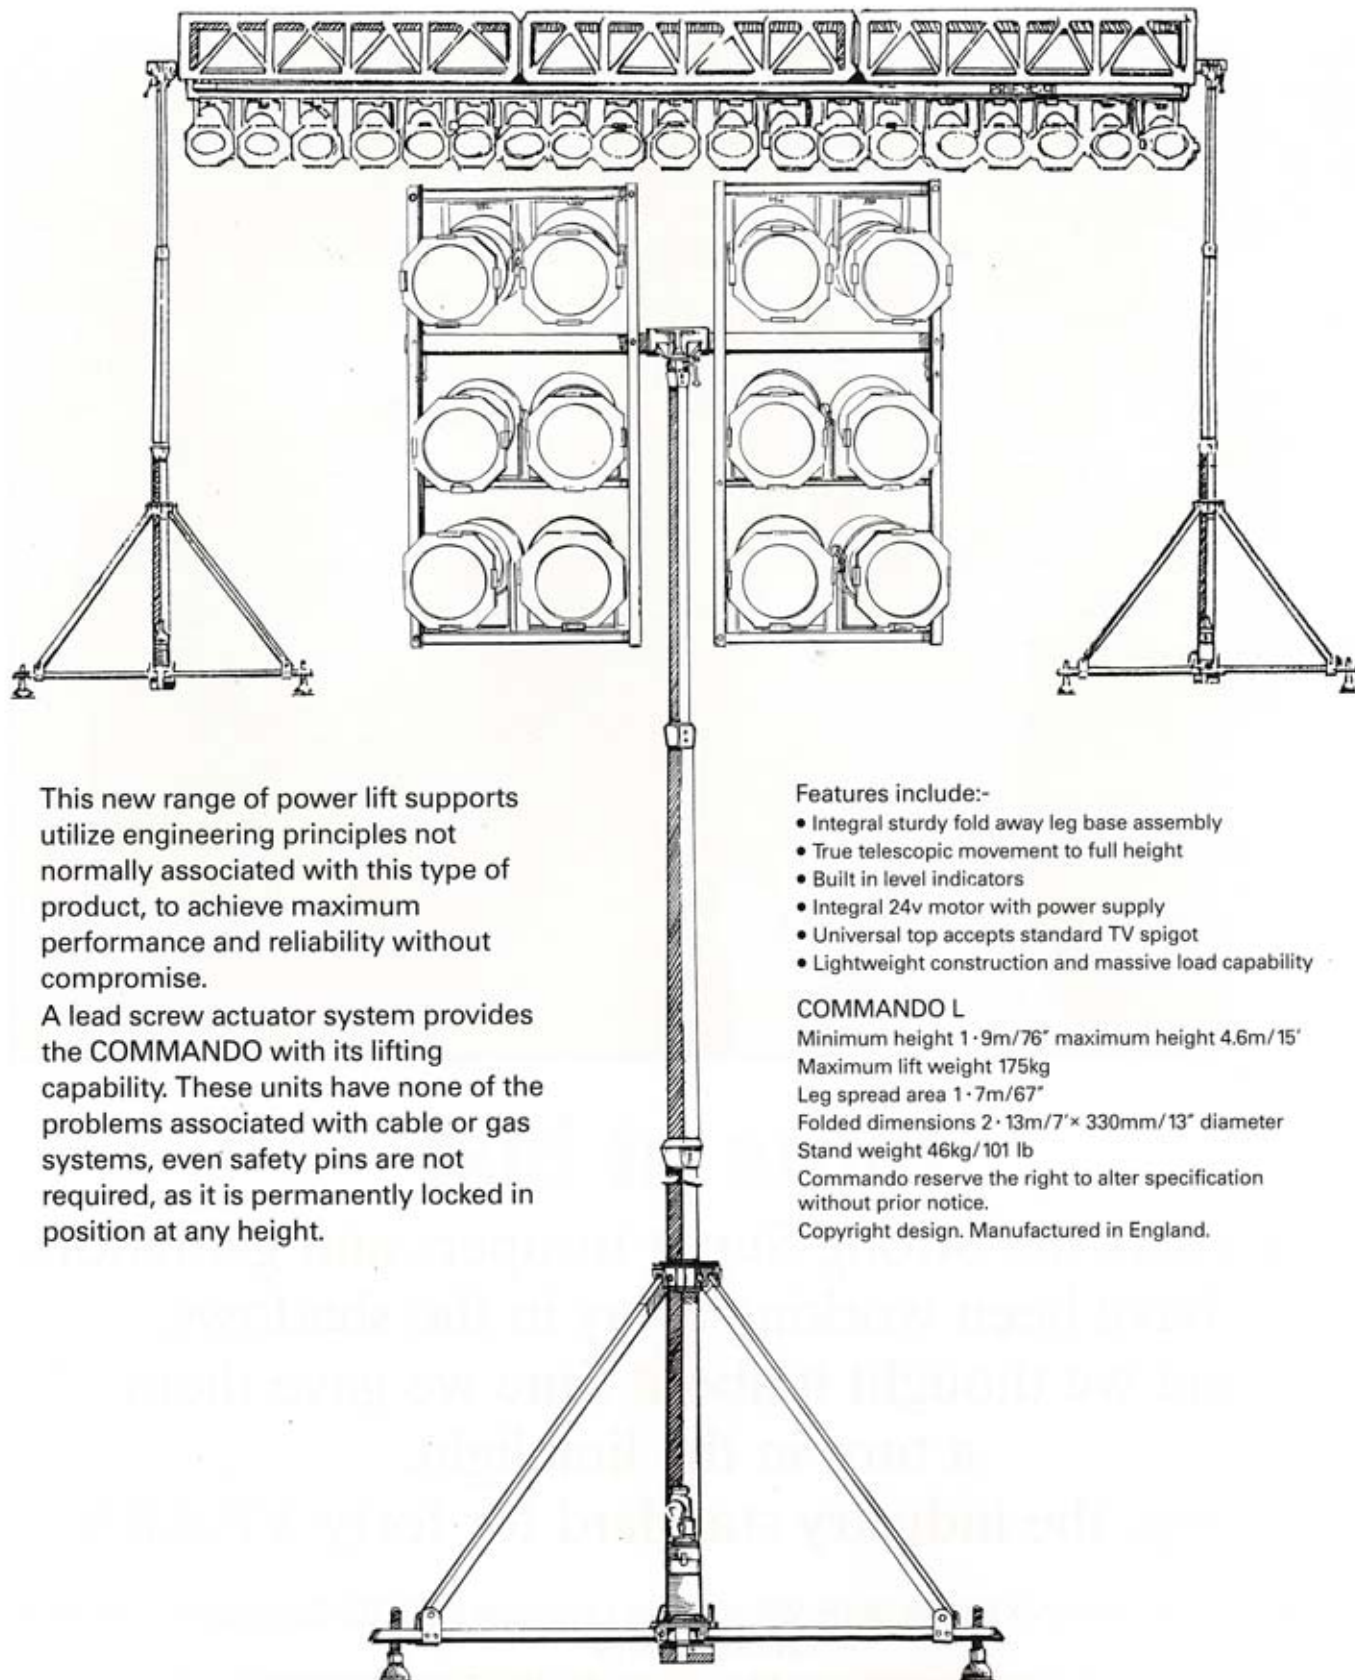 This new range of power lift supports
utilize engineering principles not
normally associated with this type of
product, to achieve maximum
performance and reliability without
compromise.
A lead screw actuator system provides
the COMMANDO with its lifting
capability. These units have none of the
problems associated with cable or gas
systems, even safety pins are not
required, as it is permanently locked in
position at any height.
Features include:-
• Integral sturdy fold away leg base assembly
• True telescopic movement to full height
• Built in level indicators
• Integral 24v motor with power supply
• Universal top accepts standard TV spigot
• Lightweight construction and massive load capability
COMMANDO L
Minimum height 1·9m/76″ maximum height 4.6m/15′
Maximum lift weight 175kg
Leg spread area 1·7m/67″
Folded dimensions 2·13m/7′× 330mm/13″ diameter
Stand weight 46kg/101 lb
Commando reserve the right to alter specification
without prior notice.
Copyright design. Manufactured in England.